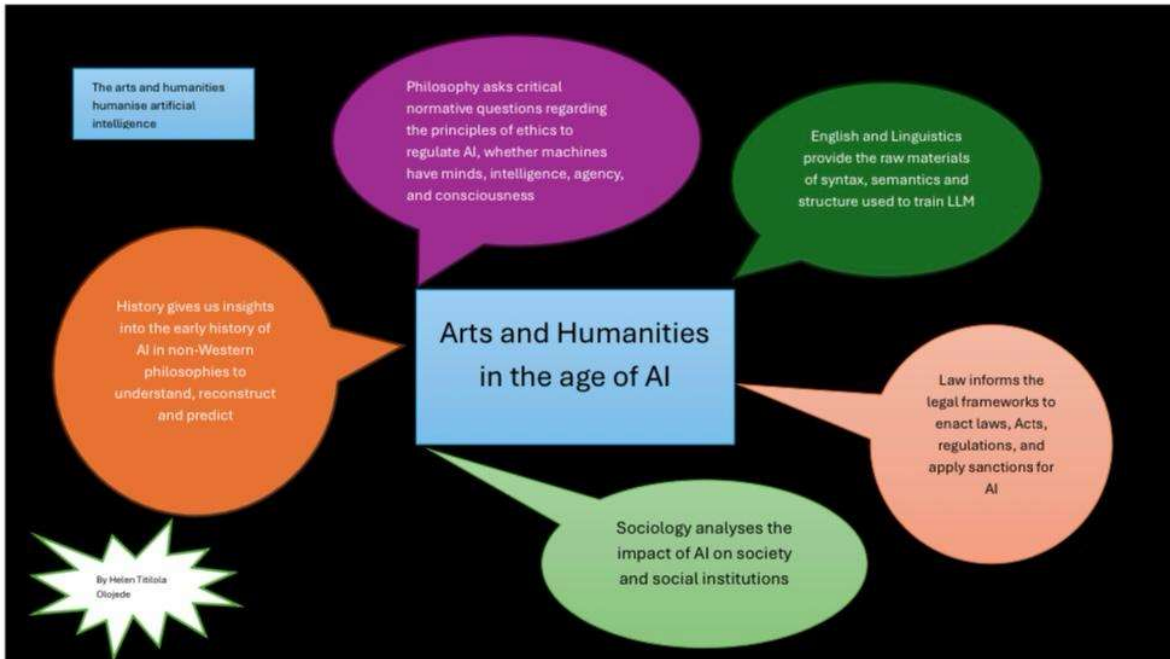 The arts and humanities
humanise artificial
intelligence
Philosophy asks critical
normative questions regarding
the principles of ethics to
regulate AI, whether machines
have minds, intelligence, agency,
and consciousness
English and Linguistics
provide the raw materials
of syntax, semantics and
structure used to train LLM
History gives us insights
into the early history of
AI in non-Western
philosophies to
understand, reconstruct
and predict
Arts and Humanities
in the age of AI
Law informs the
legal frameworks to
enact laws, Acts,
regulations, and
apply sanctions for
AI
Sociology analyses the
impact of AI on society
and social institutions
By Helen Titilola
Olojede